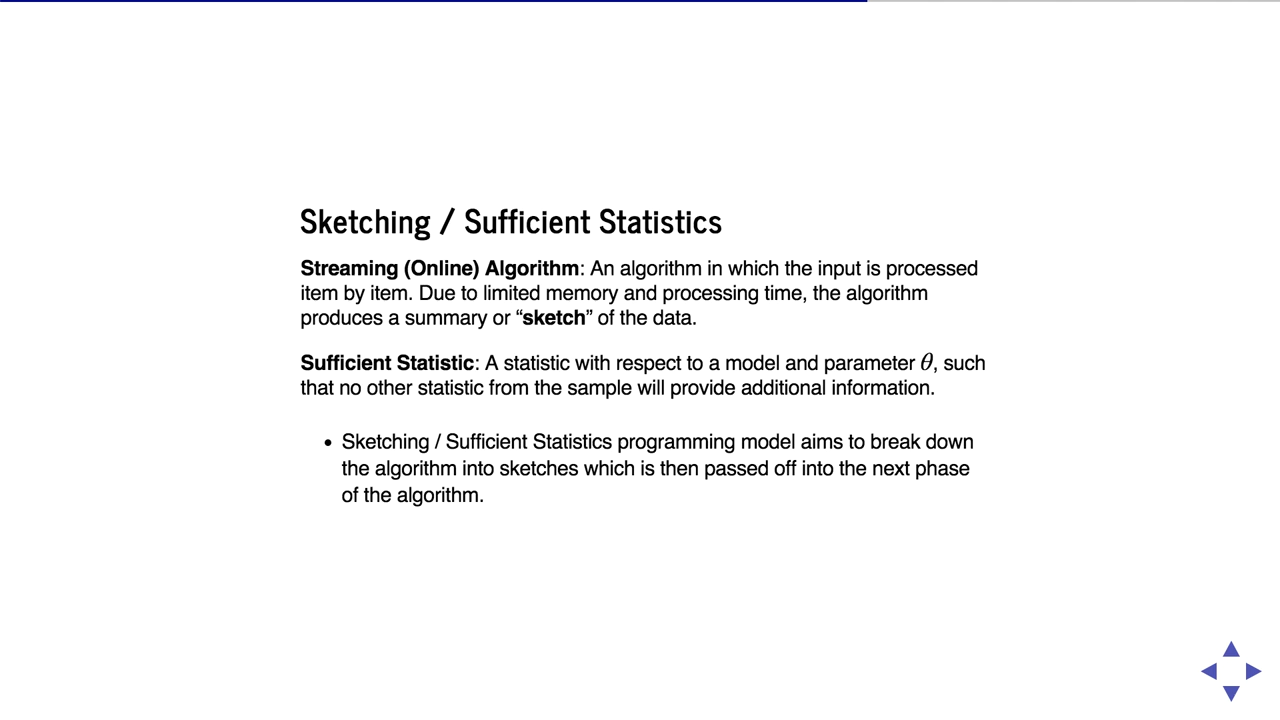 Sketching / Sufficient Statistics
Streaming (Online) Algorithm: An algorithm in which the input is processed
item by item. Due to limited memory and processing time, the algorithm
produces a summary or “sketch” of the data.
Sufficient Statistic: A statistic with respect to a model and parameter θ, such
that no other statistic from the sample will provide additional information.
• Sketching / Sufficient Statistics programming model aims to break down
the algorithm into sketches which is then passed off into the next phase
of the algorithm.